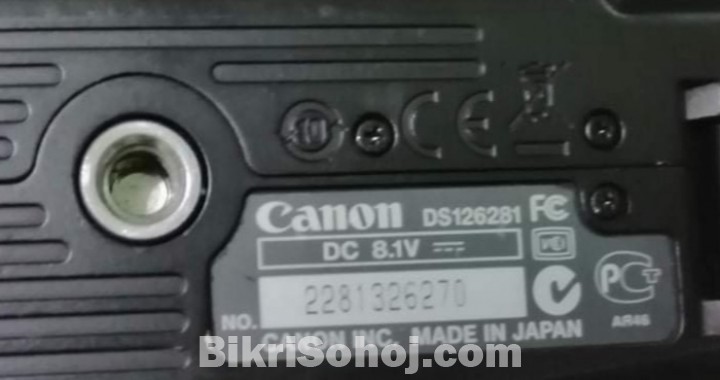 CE
Canon DS126281 FC
DC 8.1V
2281326270
NO.
CANON INC. MADE IN JAPAN
AR46
BikriSohoj.com